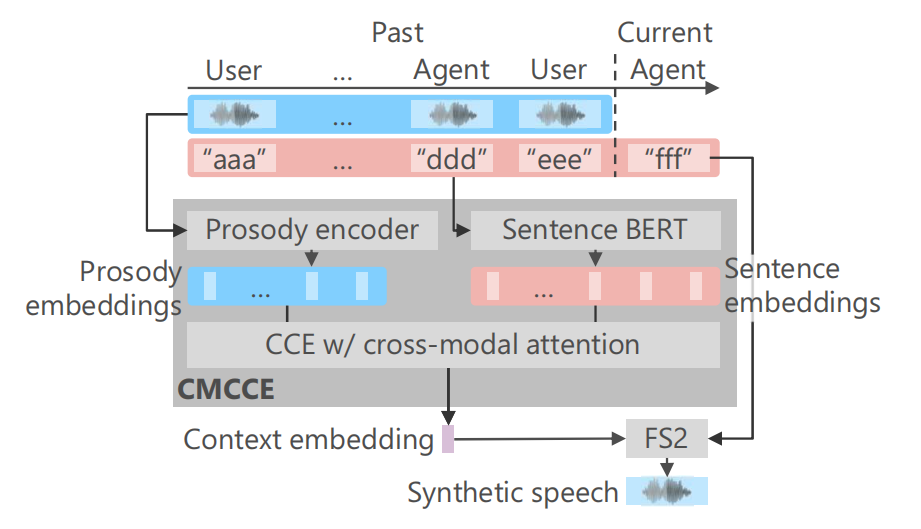 Past Current
User ... Agent User Agent
...
“aaa” ... “ddd” “eee” “fff”
Prosody encoder Sentence BERT
Prosody embeddings
... ...
Sentence embeddings
CCE w/ cross-modal attention
CMCCE
Context embedding FS2
Synthetic speech